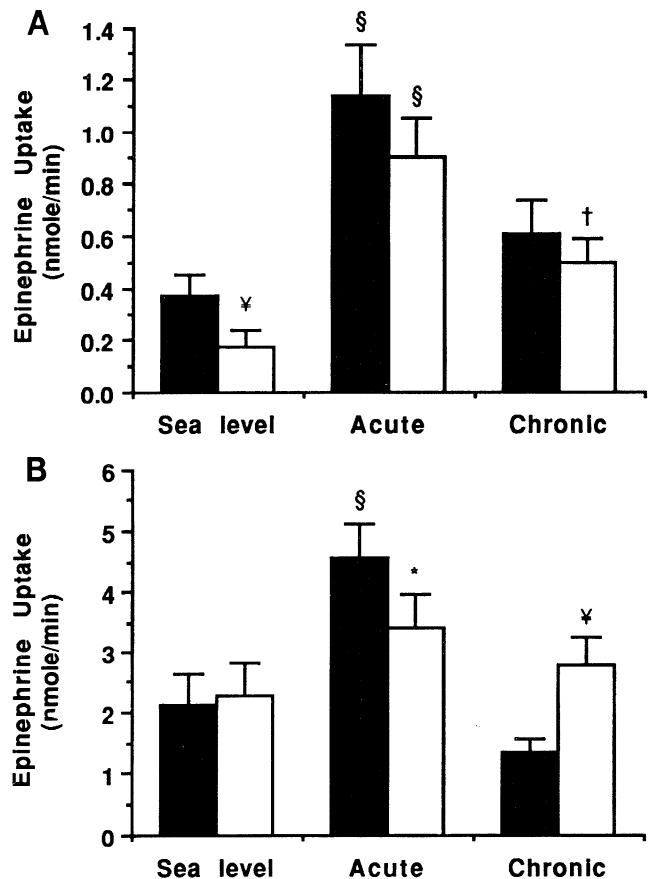 A
1.4
§
1.2
§
1.0
0.8
†
0.6
0.4
¥
0.2
0.0
Epinephrine Uptake
(nmole/min)
Sea level Acute Chronic
B
6
§
5
*
4
¥
3
2
1
0
Epinephrine Uptake
(nmole/min)
Sea level Acute Chronic